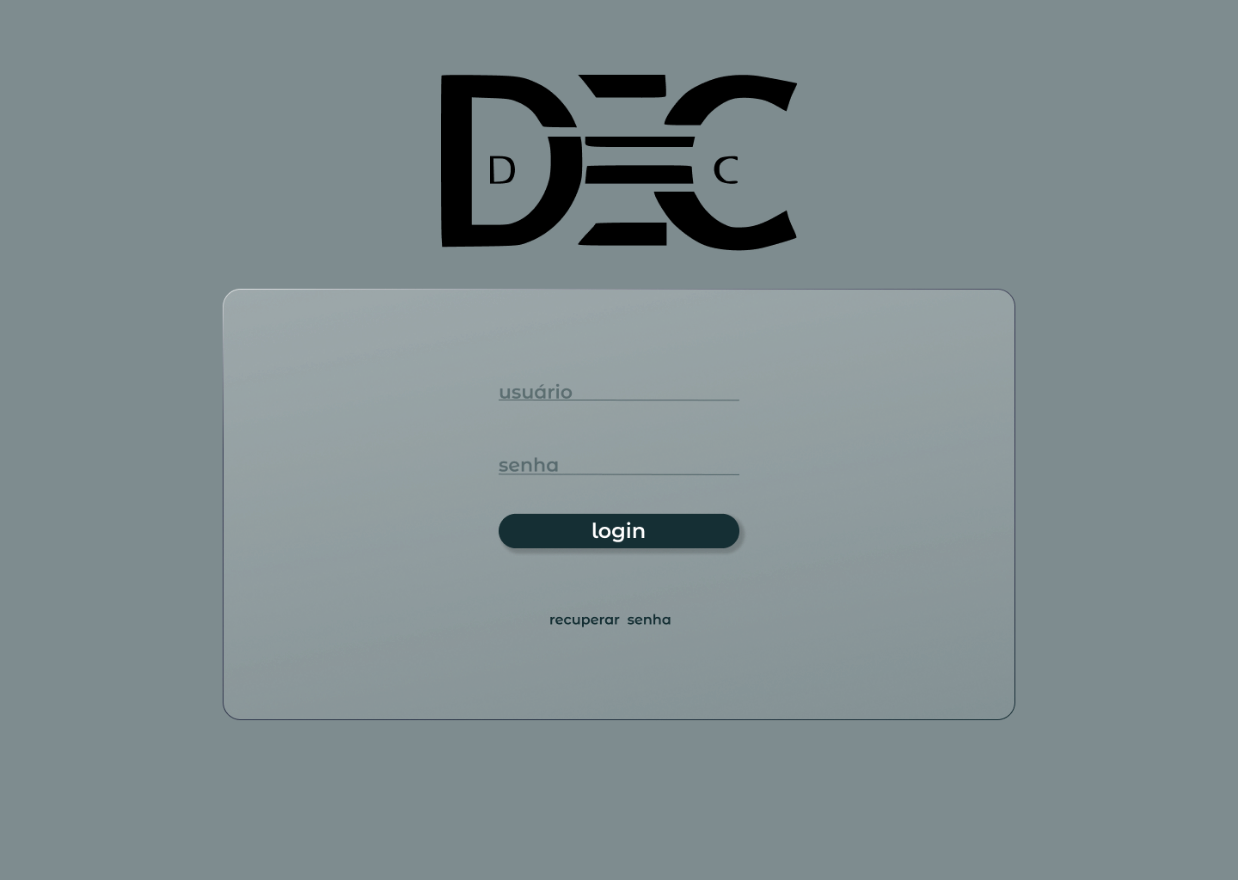 DEC
D C
usuário
senha
login
recuperar senha